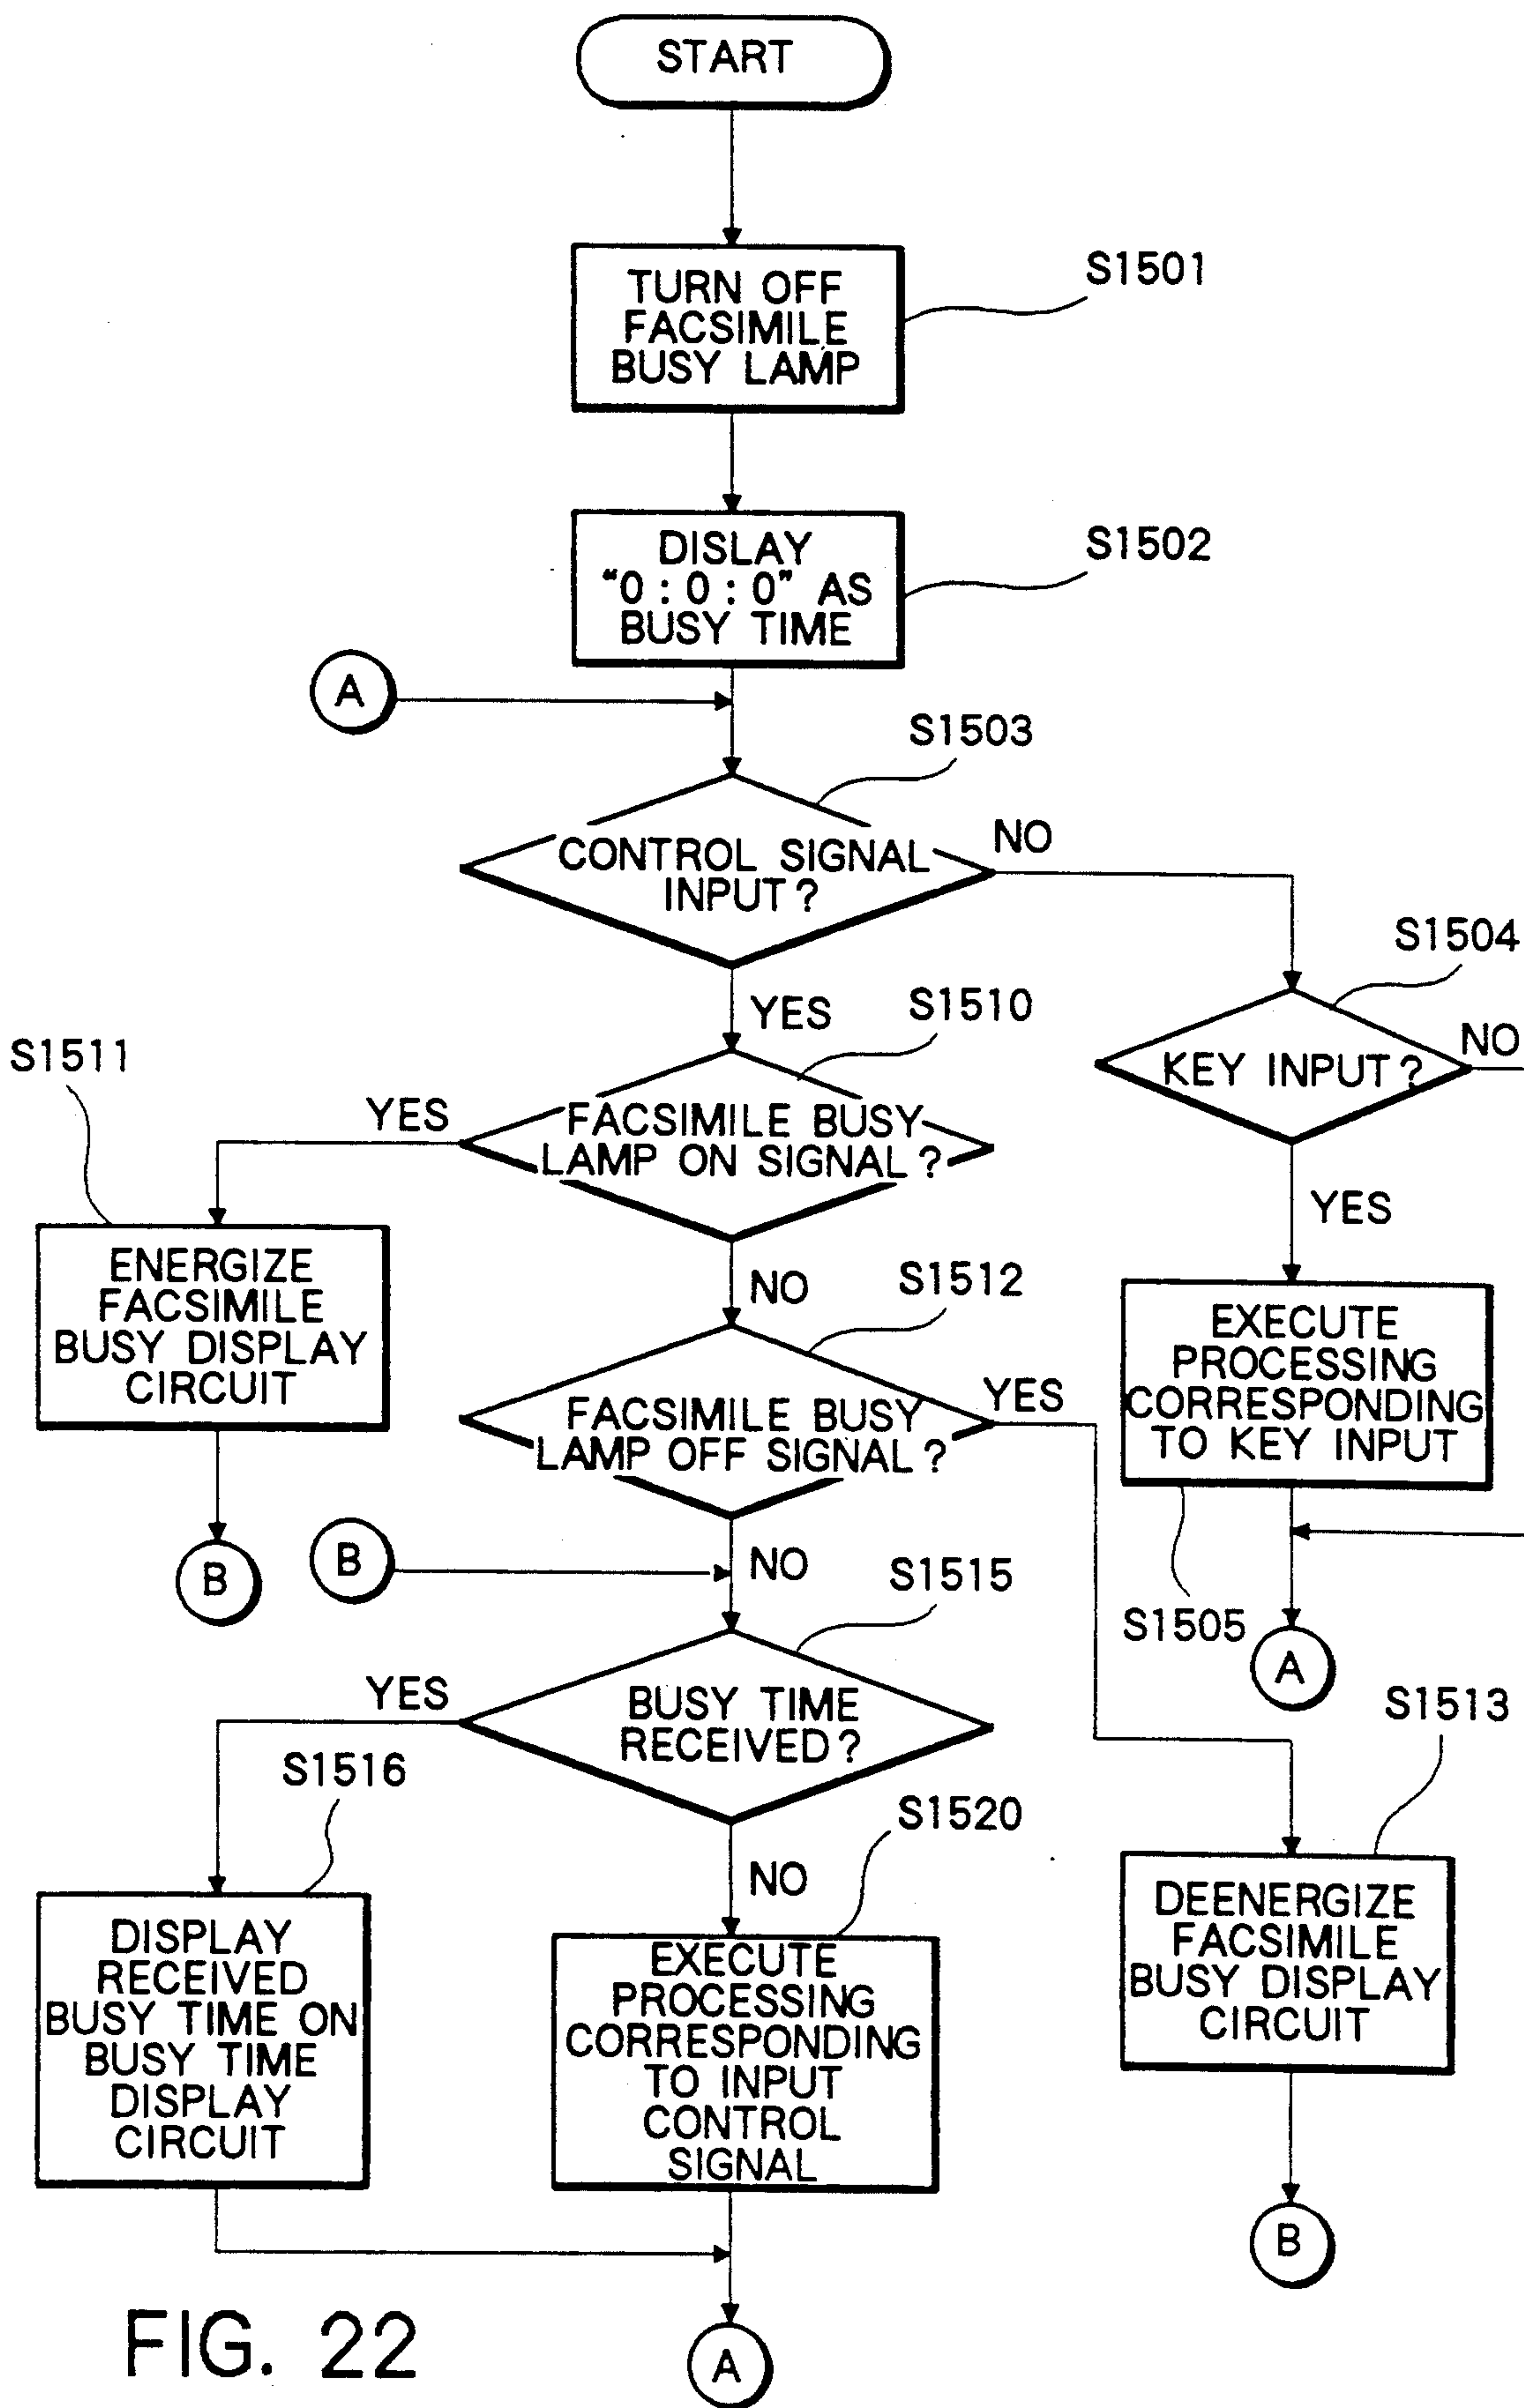 START
TURN OFF
FACSIMILE
BUSY LAMP
S1501
DISLAY
"0 : 0 : 0" AS
BUSY TIME
S1502
A
S1503
CONTROL SIGNAL
INPUT?
NO
YES
S1504
KEY INPUT?
NO
YES
S1510
FACSIMILE BUSY
LAMP ON SIGNAL?
YES
NO
S1511
ENERGIZE
FACSIMILE
BUSY DISPLAY
CIRCUIT
B
S1512
FACSIMILE BUSY
LAMP OFF SIGNAL?
YES
NO
EXECUTE
PROCESSING
CORRESPONDING
TO KEY INPUT
S1505
A
B
S1515
BUSY TIME
RECEIVED?
YES
NO
S1513
DEENERGIZE
FACSIMILE
BUSY DISPLAY
CIRCUIT
B
S1516
DISPLAY
RECEIVED
BUSY TIME ON
BUSY TIME
DISPLAY
CIRCUIT
S1520
EXECUTE
PROCESSING
CORRESPONDING
TO INPUT
CONTROL
SIGNAL
A
FIG. 22